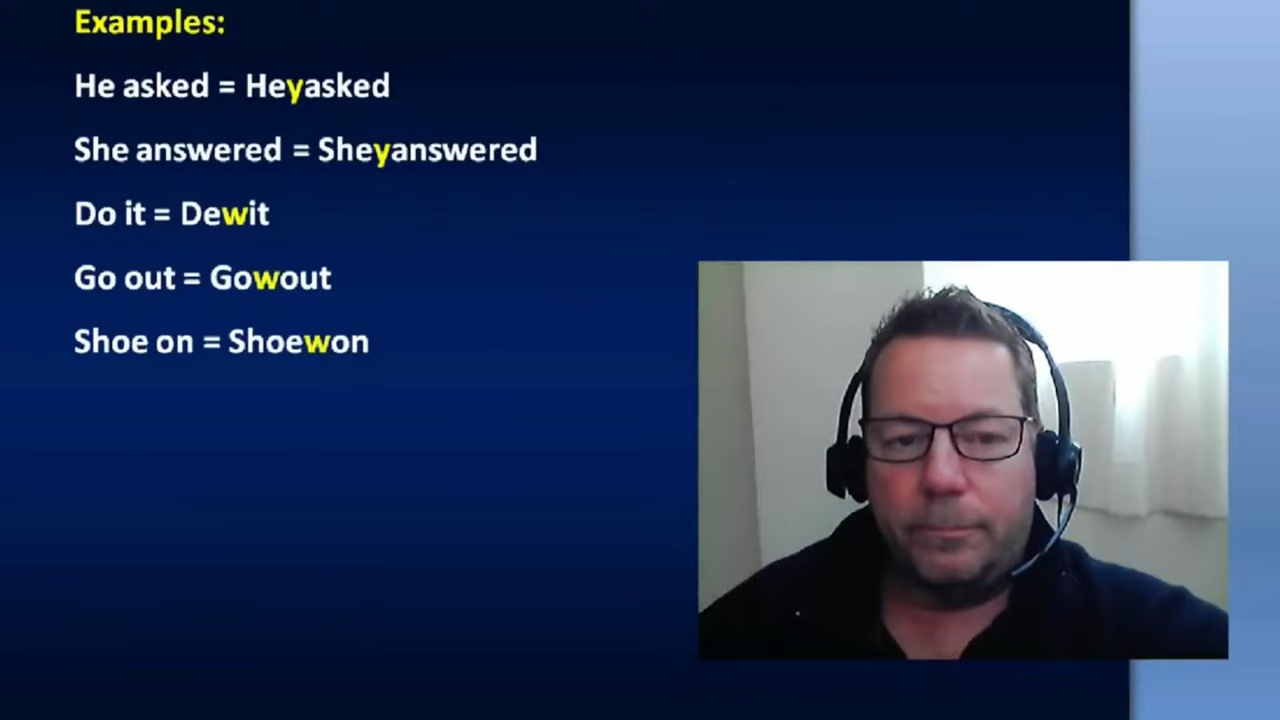 Examples:
He asked = Heyasked
She answered = Sheyanswered
Do it = Dewit
Go out = Gowout
Shoe on = Shoewon